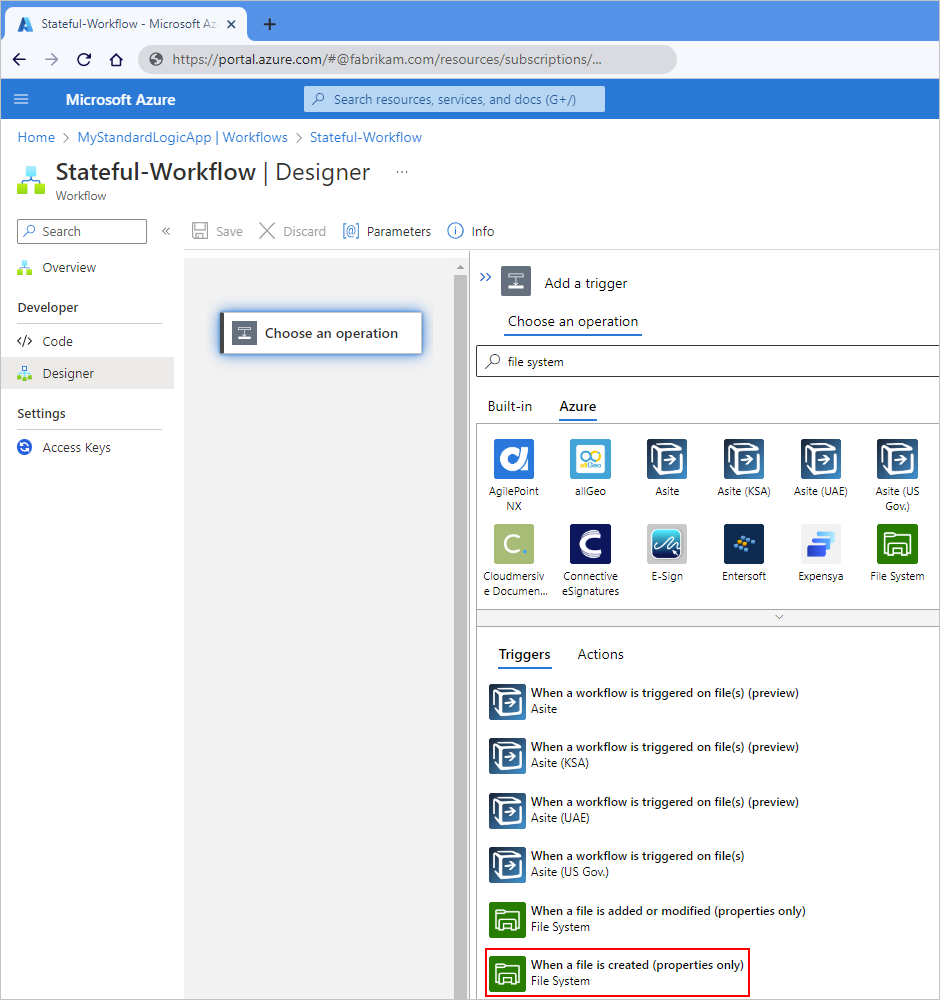 Stateful-Workflow - Microsoft Az
https://portal.azure.com/#@fabrikam.com/resources/subscriptions/...
Microsoft Azure
Search resources, services, and docs (G+/)
Home > MyStandardLogicApp | Workflows > Stateful-Workflow
Stateful-Workflow | Designer ...
Workflow
Search
«
Save
Discard
[@] Parameters
Info
Overview
Developer
</> Code
Designer
Settings
Access Keys
Choose an operation
Add a trigger
Choose an operation
file system
Built-in
Azure
AgilePoint
NX
allGeo
allGeo
Asite
Asite (KSA)
Asite (UAE)
Asite (US
Gov.)
C.
Cloudmersiv
e Documen...
C
Connective
eSignatures
E-Sign
Entersoft
Expensya
File System
Triggers
Actions
When a workflow is triggered on file(s) (preview)
Asite
When a workflow is triggered on file(s) (preview)
Asite (KSA)
When a workflow is triggered on file(s) (preview)
Asite (UAE)
When a workflow is triggered on file(s)
Asite (US Gov.)
When a file is added or modified (properties only)
File System
When a file is created (properties only)
File System